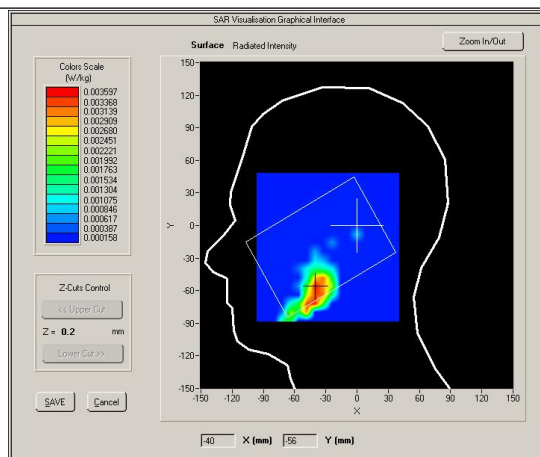 SAR Visualisation Graphical Interface
Surface Radiated Intensity
Zoom In/Out
Colors Scale
(W/kg)
0.003597
0.003368
0.003139
0.002909
0.002680
0.002451
0.002221
0.001992
0.001763
0.001534
0.001304
0.001075
0.000846
0.000617
0.000387
0.000158
Z-Cuts Control
<< Upper Cut
Z = 0.2 mm
Lower Cut >>
SAVE
Cancel
150
120
90
60
30
0
-30
-60
-90
-120
-150
Y
-150 -120 -90 -60 -30 0 30 60 90 120 150
X
-40 X (mm) -56 Y (mm)